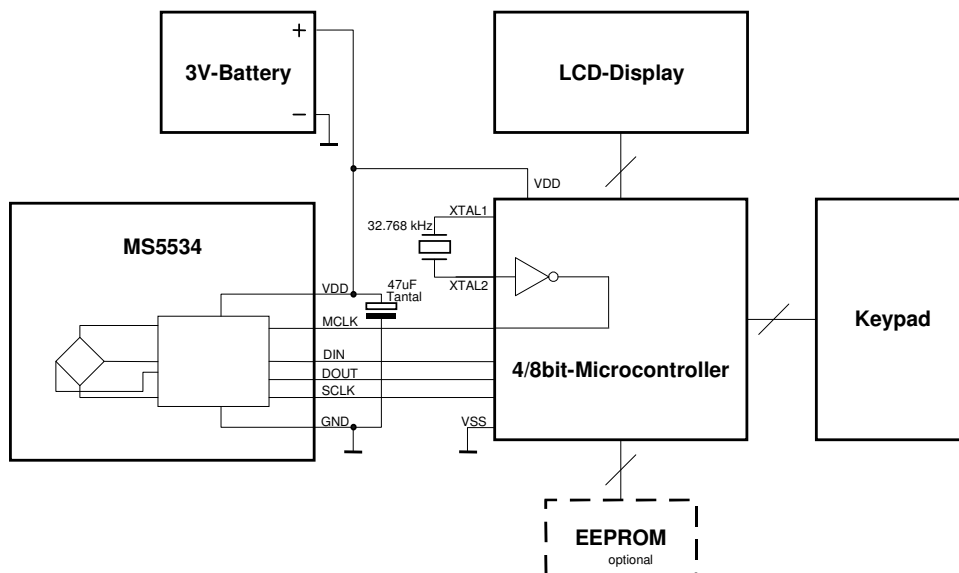 +
3V-Battery
−
LCD-Display
VDD
MS5534
32.768 kHz
XTAL1
XTAL2
47uF
Tantal
VDD
MCLK
DIN
DOUT
SCLK
GND
VSS
4/8bit-Microcontroller
Keypad
EEPROM
optional